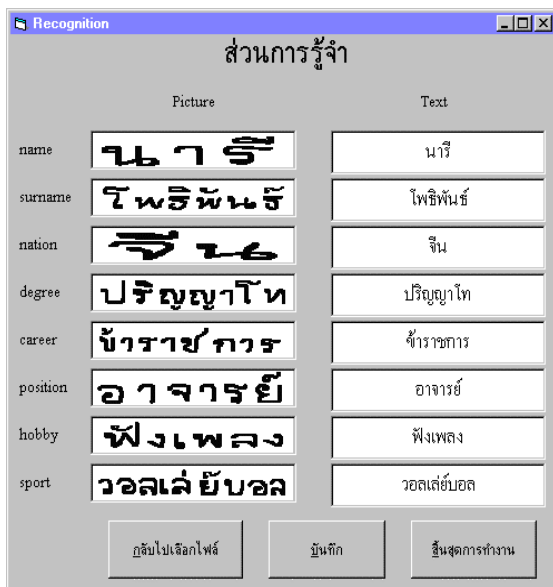 Recognition
ส่วนการรู้จำ
Picture Text
name นารี นารี
surname โพธิพันธ์ โพธิพันธ์
nation จีน จีน
degree ปริญญาโท ปริญญาโท
career ข้าราชการ ข้าราชการ
position อาจารย์ อาจารย์
hobby ฟังเพลง ฟังเพลง
sport วอลเล่ย์บอล วอลเล่ย์บอล
กลับไปเลือกไฟล์ บันทึก สิ้นสุดการทำงาน